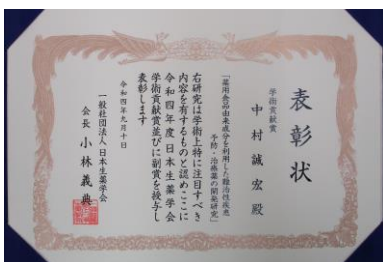 表彰状
学術貢献賞
中村誠宏 殿
「薬用食品由来成分を利用した難治性疾患
予防・治療薬の開発研究」
右研究は学術上特に注目すべき
内容を有するものと認めここに
令和四年度日本生薬学会
学術貢献賞並びに副賞を授与し
表彰します
令和四年九月十日
一般社団法人 日本生薬学会
会長 小林義典